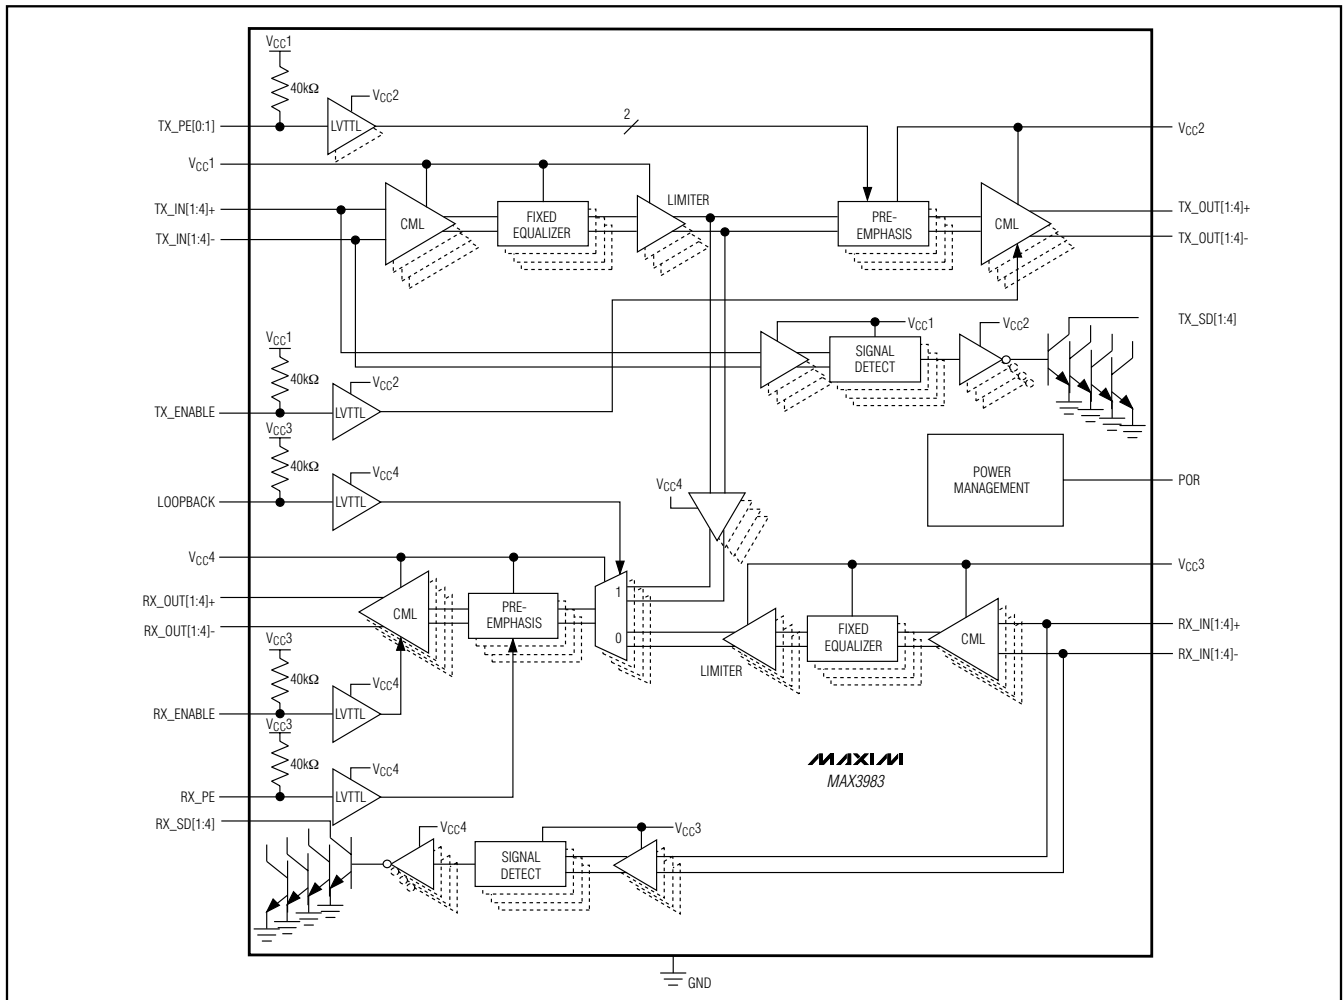 VCC1
40kΩ
VCC2
TX_PE[0:1]
LVTTL
2
VCC2
VCC1
LIMITER
TX_IN[1:4]+
TX_IN[1:4]-
CML
FIXED
EQUALIZER
PRE-
EMPHASIS
CML
TX_OUT[1:4]+
TX_OUT[1:4]-
TX_SD[1:4]
VCC1
VCC2
VCC1
SIGNAL
DETECT
40kΩ
VCC2
TX_ENABLE
LVTTL
VCC3
40kΩ
VCC4
LOOPBACK
LVTTL
VCC4
POWER
MANAGEMENT
POR
VCC4
VCC3
RX_OUT[1:4]+
RX_OUT[1:4]-
CML
PRE-
EMPHASIS
1
0
LIMITER
FIXED
EQUALIZER
CML
RX_IN[1:4]+
RX_IN[1:4]-
VCC3
40kΩ
VCC4
RX_ENABLE
LVTTL
VCC3
40kΩ
VCC4
RX_PE
LVTTL
MAXIM
MAX3983
RX_SD[1:4]
VCC4
VCC3
SIGNAL
DETECT
GND